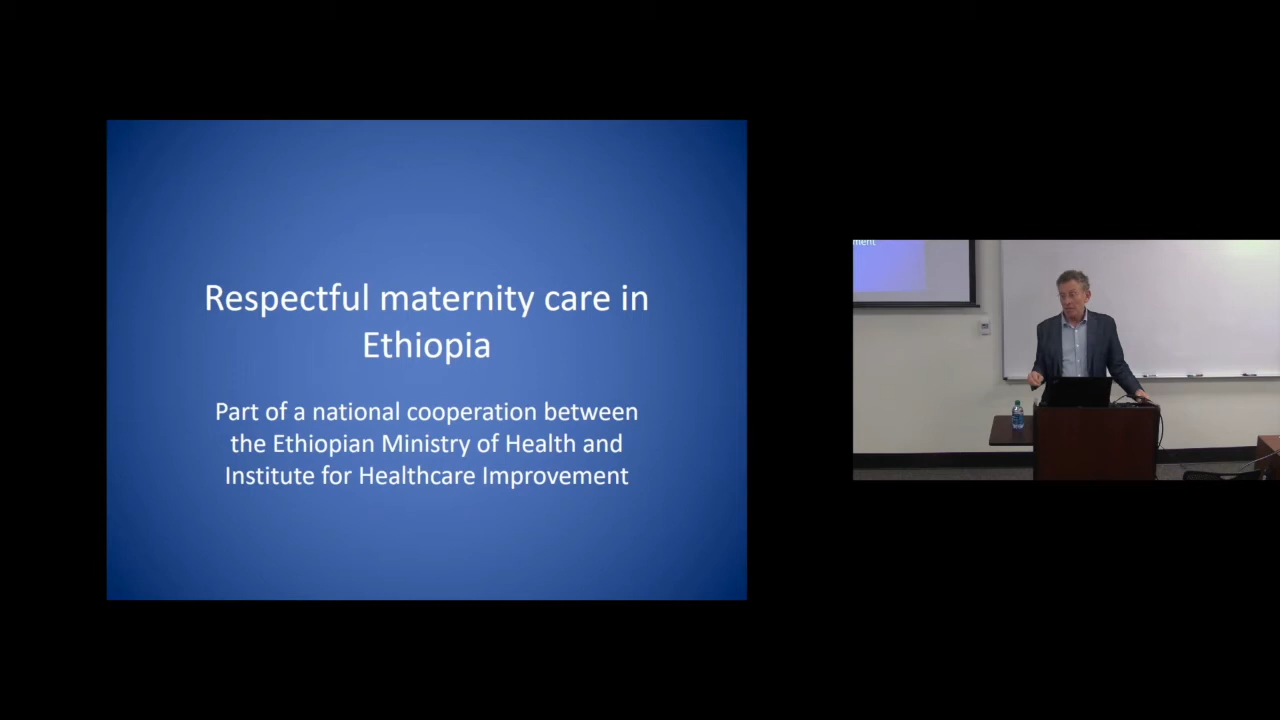 Respectful maternity care in
Ethiopia
Part of a national cooperation between
the Ethiopian Ministry of Health and
Institute for Healthcare Improvement
ment